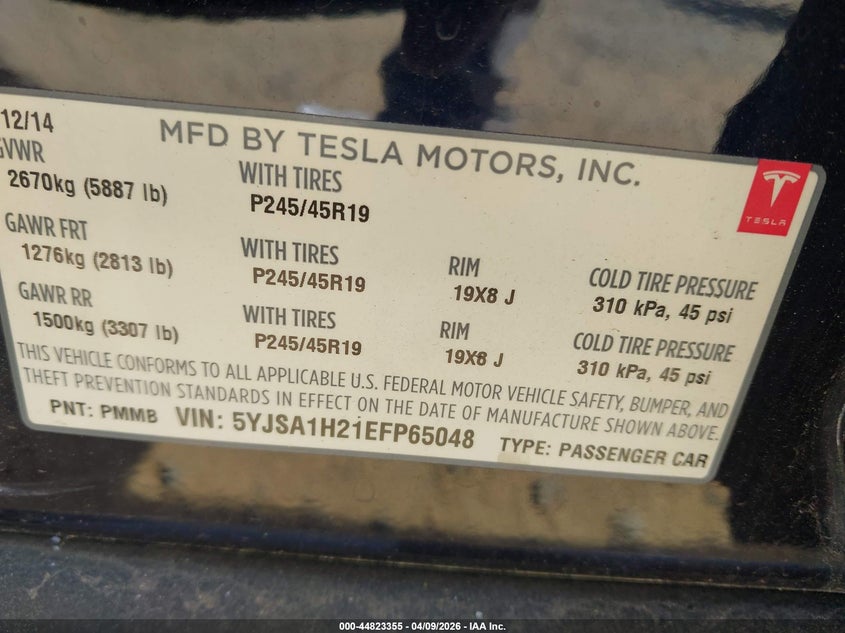 12/14
MFD BY TESLA MOTORS, INC.
GVWR
2670kg (5887 lb)
WITH TIRES
P245/45R19
TESLA
GAWR FRT
1276kg (2813 lb)
WITH TIRES
P245/45R19
RIM
19X8 J
COLD TIRE PRESSURE
310 kPa, 45 psi
GAWR RR
1500kg (3307 lb)
WITH TIRES
P245/45R19
RIM
19X8 J
COLD TIRE PRESSURE
310 kPa, 45 psi
THIS VEHICLE CONFORMS TO ALL APPLICABLE U.S. FEDERAL MOTOR VEHICLE SAFETY, BUMPER, AND
THEFT PREVENTION STANDARDS IN EFFECT ON THE DATE OF MANUFACTURE SHOWN ABOVE.
PNT: PMMB VIN: 5YJSA1H21EFP65048 TYPE: PASSENGER CAR
000-44823355 - 04/09/2026 - IAA Inc.